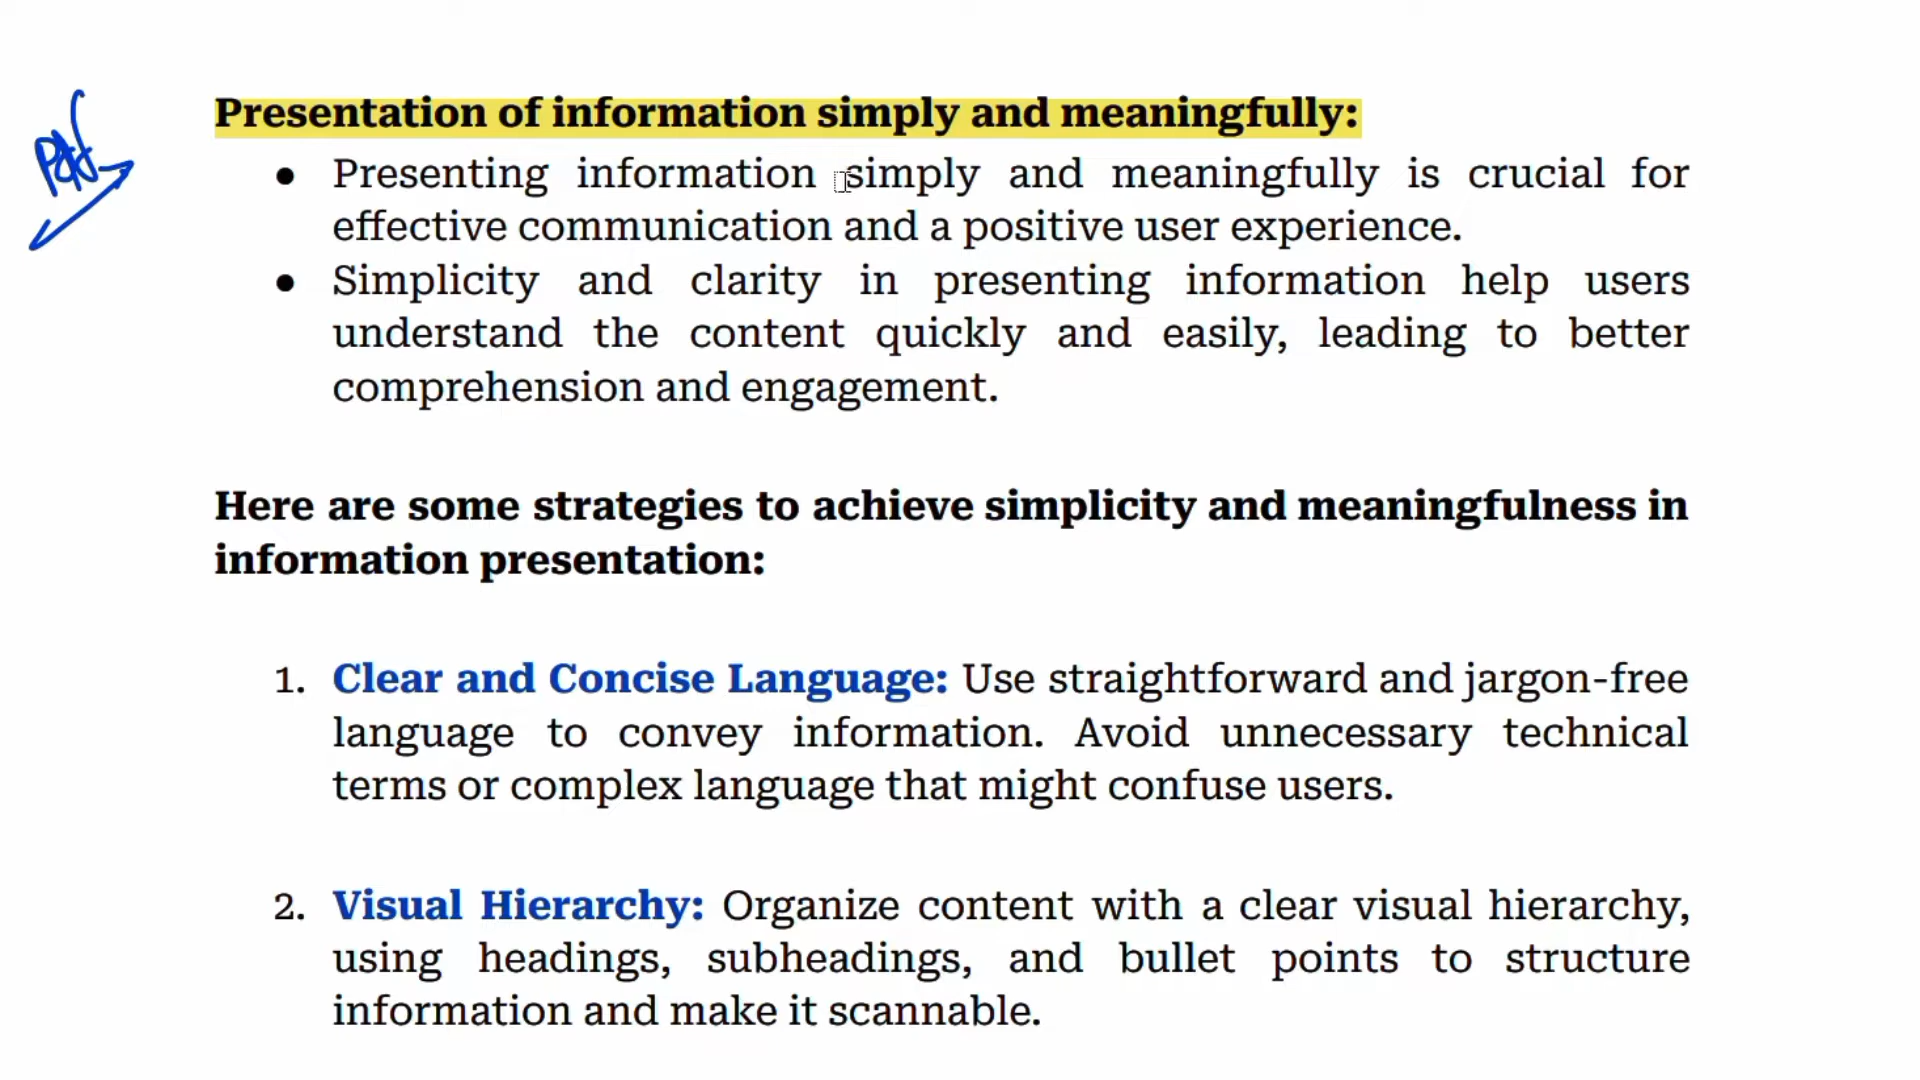 Presentation of information simply and meaningfully:
● Presenting information simply and meaningfully is crucial for
effective communication and a positive user experience.
● Simplicity and clarity in presenting information help users
understand the content quickly and easily, leading to better
comprehension and engagement.
Here are some strategies to achieve simplicity and meaningfulness in
information presentation:
1. Clear and Concise Language: Use straightforward and jargon-free
language to convey information. Avoid unnecessary technical
terms or complex language that might confuse users.
2. Visual Hierarchy: Organize content with a clear visual hierarchy,
using headings, subheadings, and bullet points to structure
information and make it scannable.